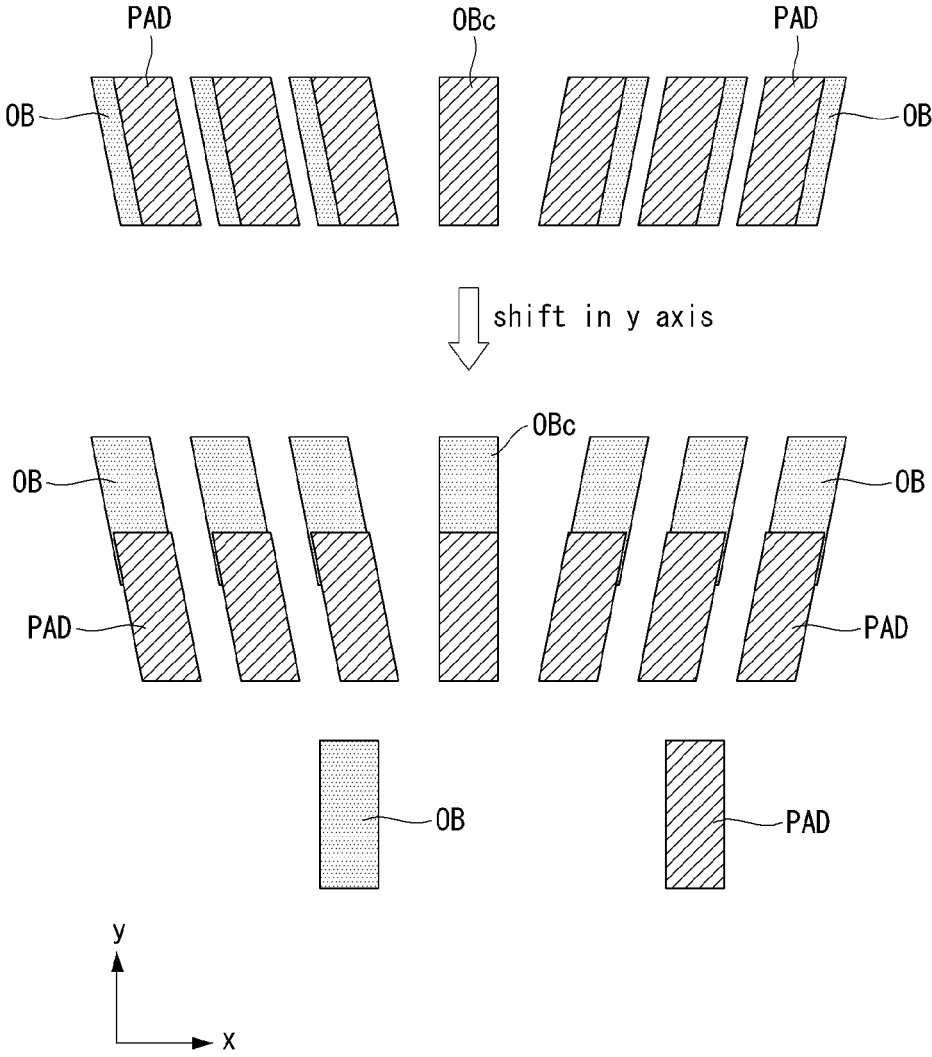 PAD OBc PAD
OB OB
shift in y axis
OBc
OB OB
PAD PAD
OB PAD
y
x